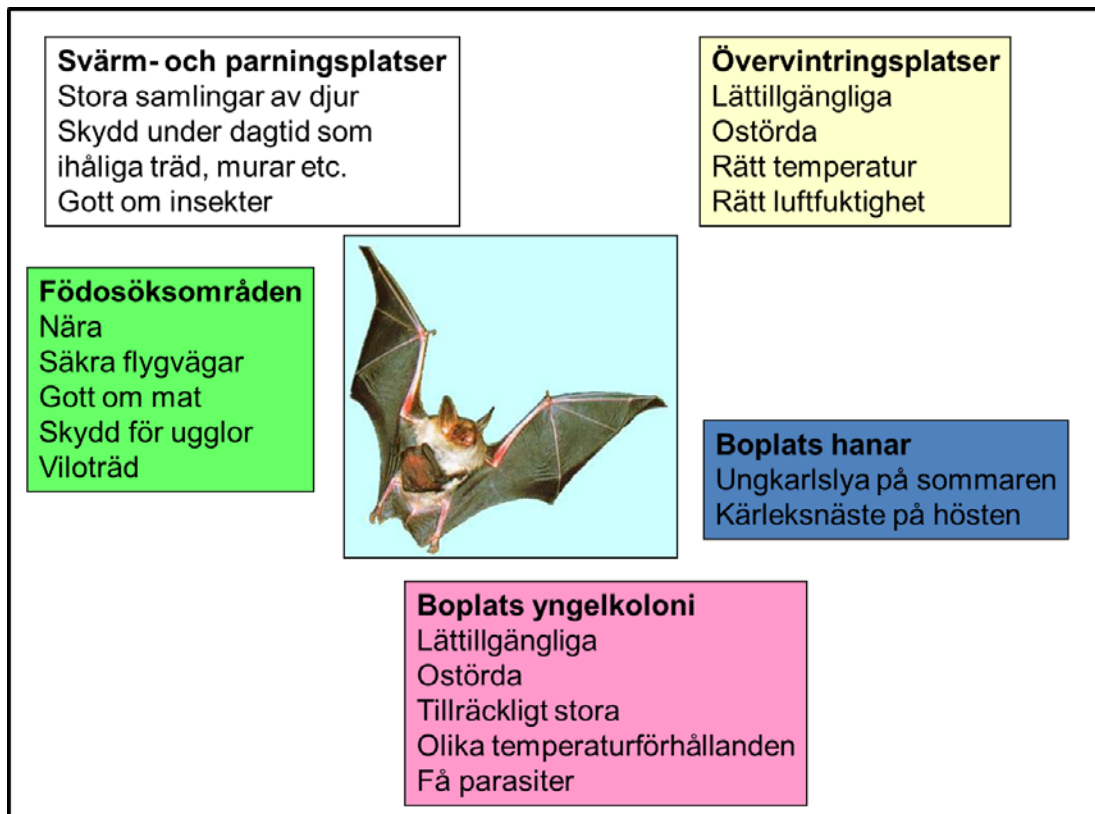 Svärm- och parningsplatser
Stora samlingar av djur
Skydd under dagtid som
ihåliga träd, murar etc.
Gott om insekter
Övervintringsplatser
Lättillgängliga
Ostörda
Rätt temperatur
Rätt luftfuktighet
Födosöksområden
Nära
Säkra flygvägar
Gott om mat
Skydd för ugglor
Viloträd
Boplats hanar
Ungkarlslya på sommaren
Kärleksnäste på hösten
Boplats yngelkoloni
Lättillgängliga
Ostörda
Tillräckligt stora
Olika temperaturförhållanden
Få parasiter